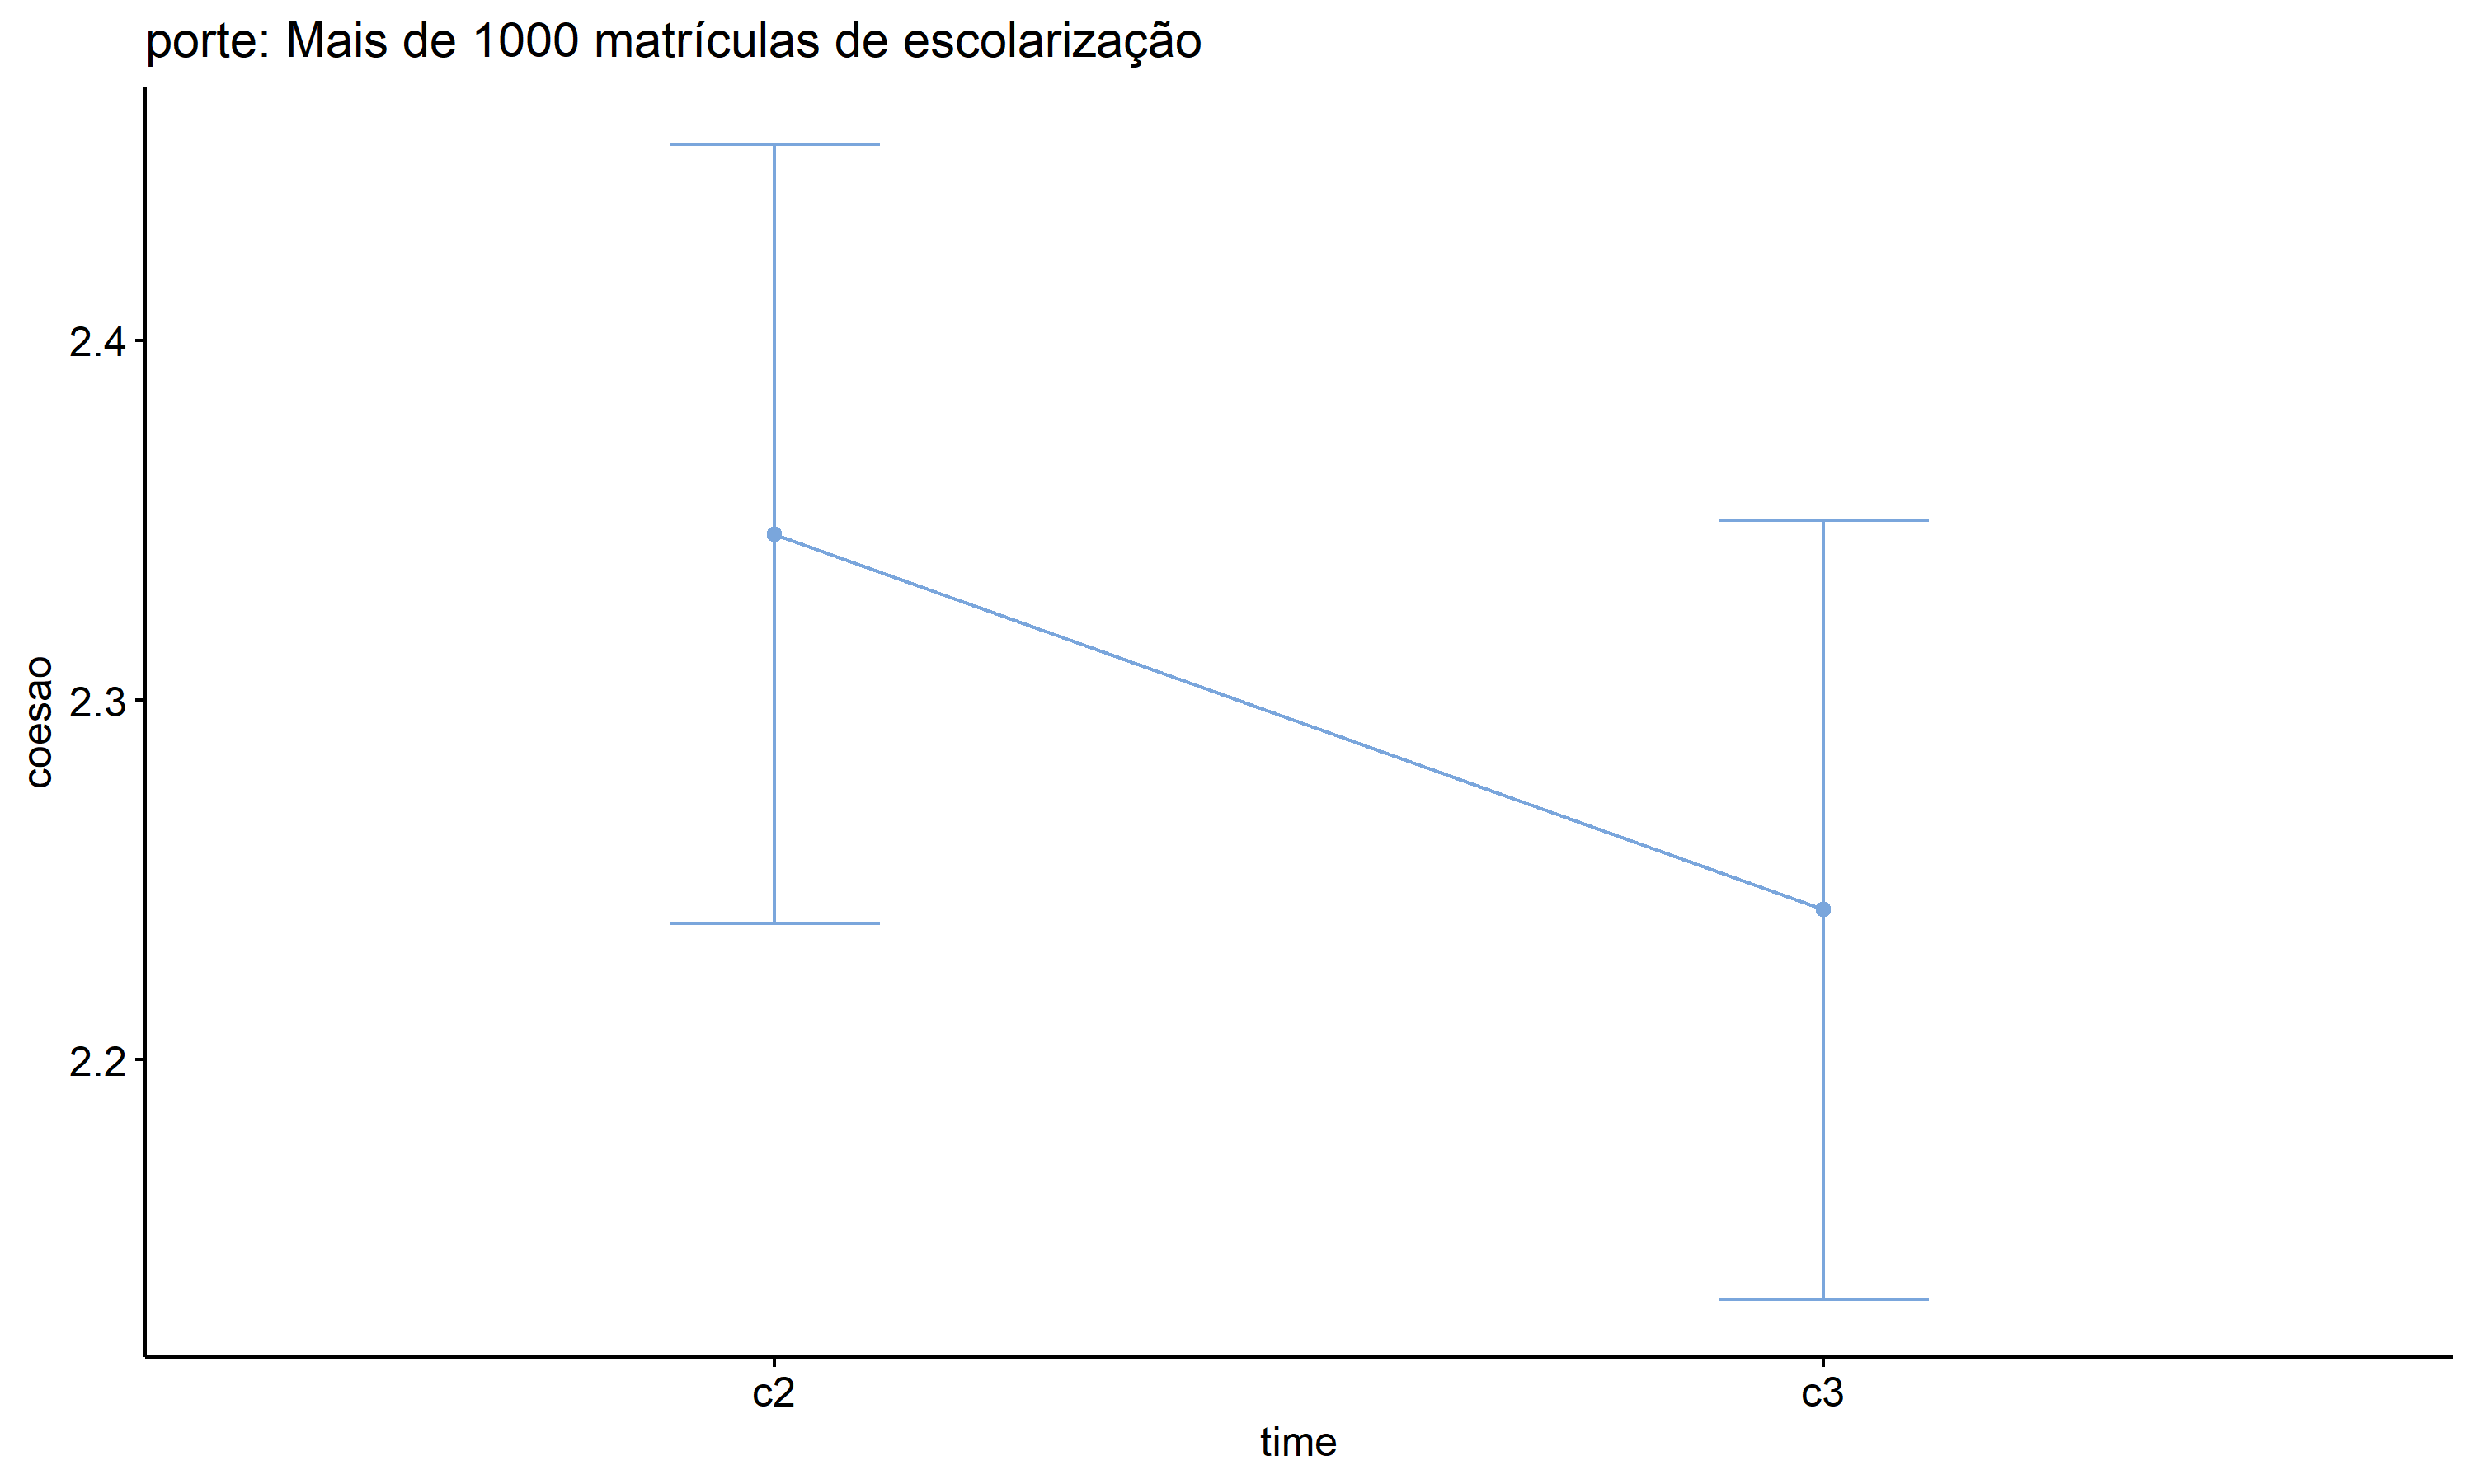 porte: Mais de 1000 matrículas de escolarização
coesao
2.4
2.3
2.2
c2
c3
time